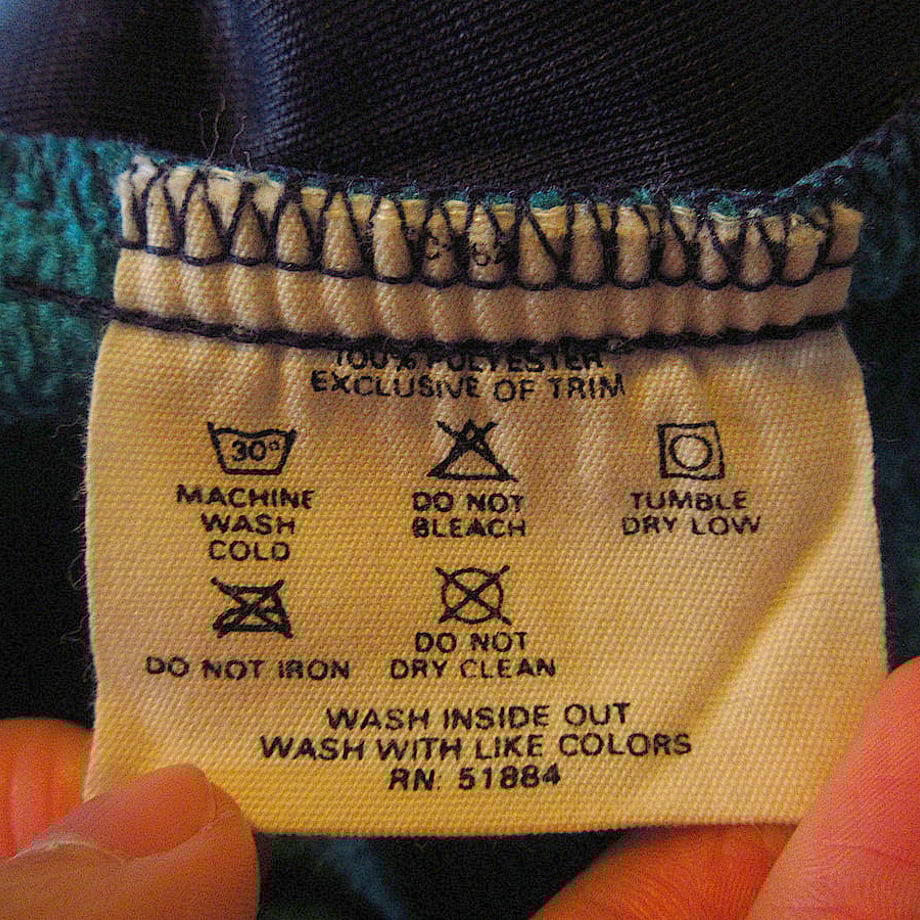 100% POLYESTER
EXCLUSIVE OF TRIM
30°
MACHINE
WASH
COLD
DO NOT
BLEACH
TUMBLE
DRY LOW
DO NOT IRON
DO NOT
DRY CLEAN
WASH INSIDE OUT
WASH WITH LIKE COLORS
RN: 51884